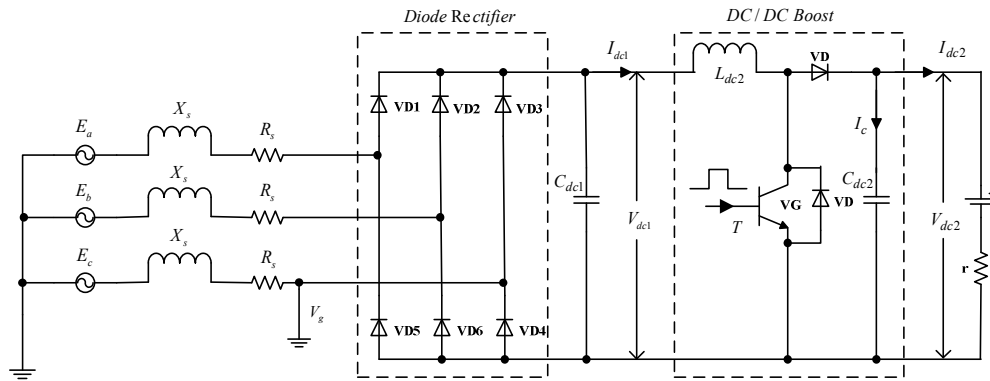 Diode Rectifier
DC / DC Boost
I_dc1
VD
I_dc2
L_dc2
X_s
E_a
R_s
VD1
VD2
VD3
I_c
X_s
E_b
R_s
C_dc1
V_dc1
T
VG
VD
C_dc2
V_dc2
X_s
E_c
R_s
r
V_g
VD5
VD6
VD4